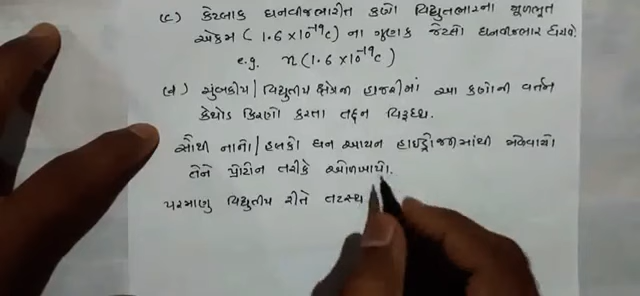 (c) કેટલાક ધનવીજભારીત કણો વિદ્યુતભારના મૂળભૂત
એકમ (1.6×10⁻¹⁹c) ના ગુણાક જેટલો ધનવીજભાર ધરાવે.
e.g. n(1.6×10⁻¹⁹c)
(d) ચુંબકીય/વિદ્યુતીય ક્ષેત્રની હાજરીમાં આ કણોની વર્તન
કેથોડ કિરણો કરતા તદ્દન વિરૂધ્ધ.
સૌથી નાનો/હલકો ધન આયન હાઈડ્રોજનમાંથી મેળવાયો
તેને પ્રોટોન તરીકે ઓળખાયો.
પરમાણુ વિદ્યુતીય રીતે તટસ્થ